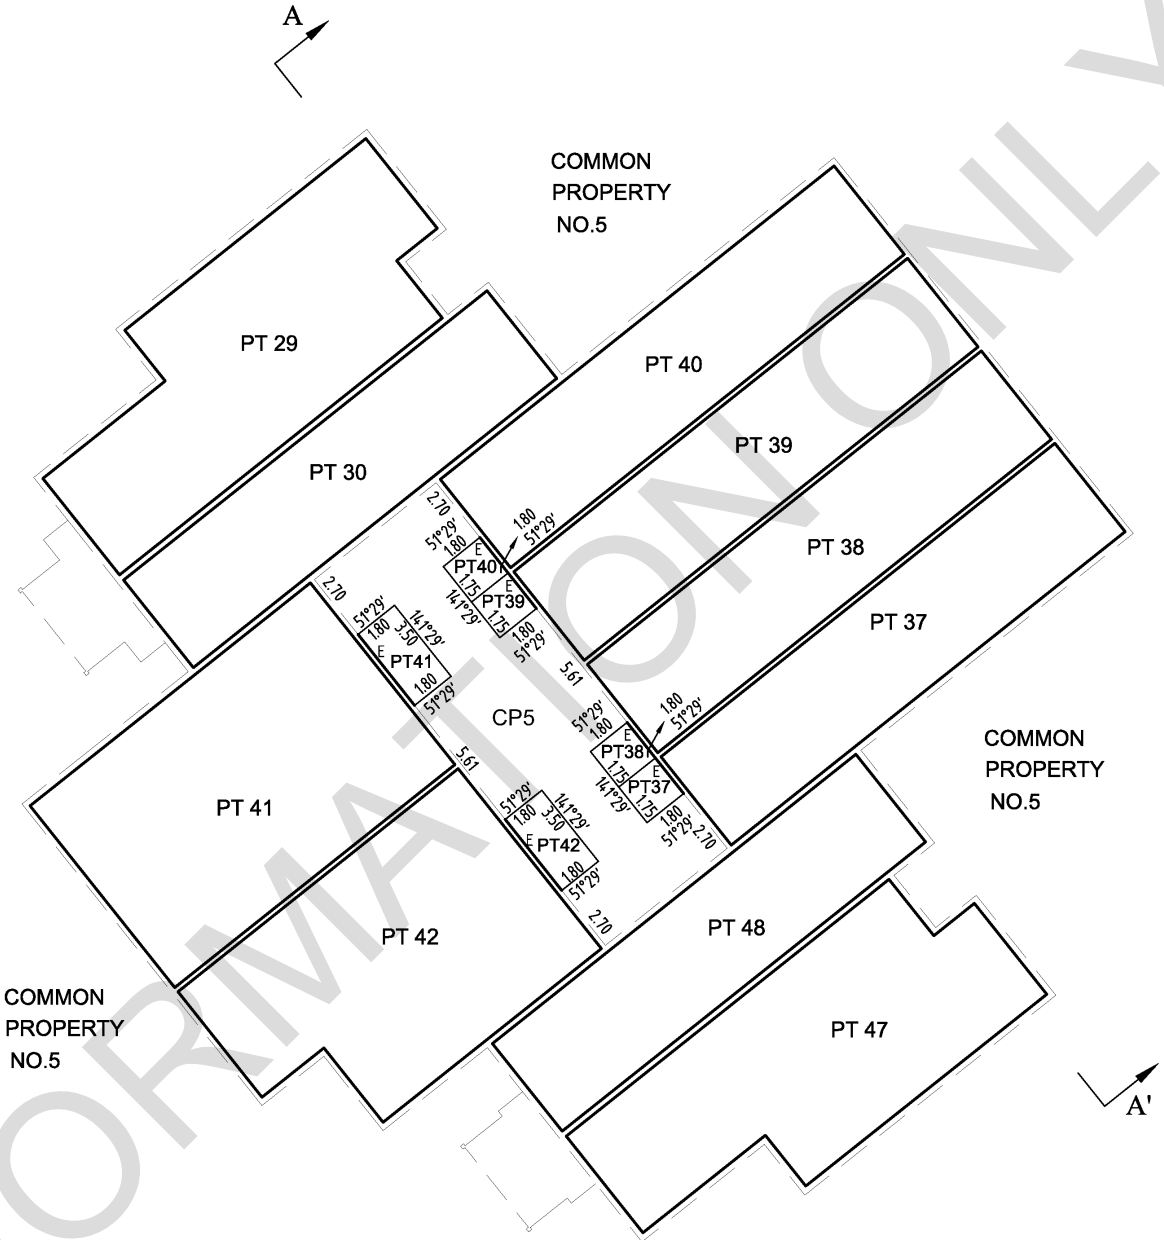 A
COMMON
PROPERTY
NO.5
PT 29
PT 40
PT 39
PT 30
PT 38
PT 37
2.70
1.80
51°29'
51°29'
1.80
E
PT40
E
1.75
PT39
141°29'
1.75
1.80
51°29'
2.70
51°29'
141°29'
1.80
3.50
E
PT41
1.80
51°29'
5.61
CP5
1.80
51°29'
51°29'
1.80
E
PT38
E
1.75
PT37
141°29'
1.75
1.80
51°29'
2.70
5.61
51°29'
141°29'
1.80
3.50
E
PT42
1.80
51°29'
2.70
COMMON
PROPERTY
NO.5
PT 41
PT 42
PT 48
PT 47
COMMON
PROPERTY
NO.5
A'
ORMATION ONLY